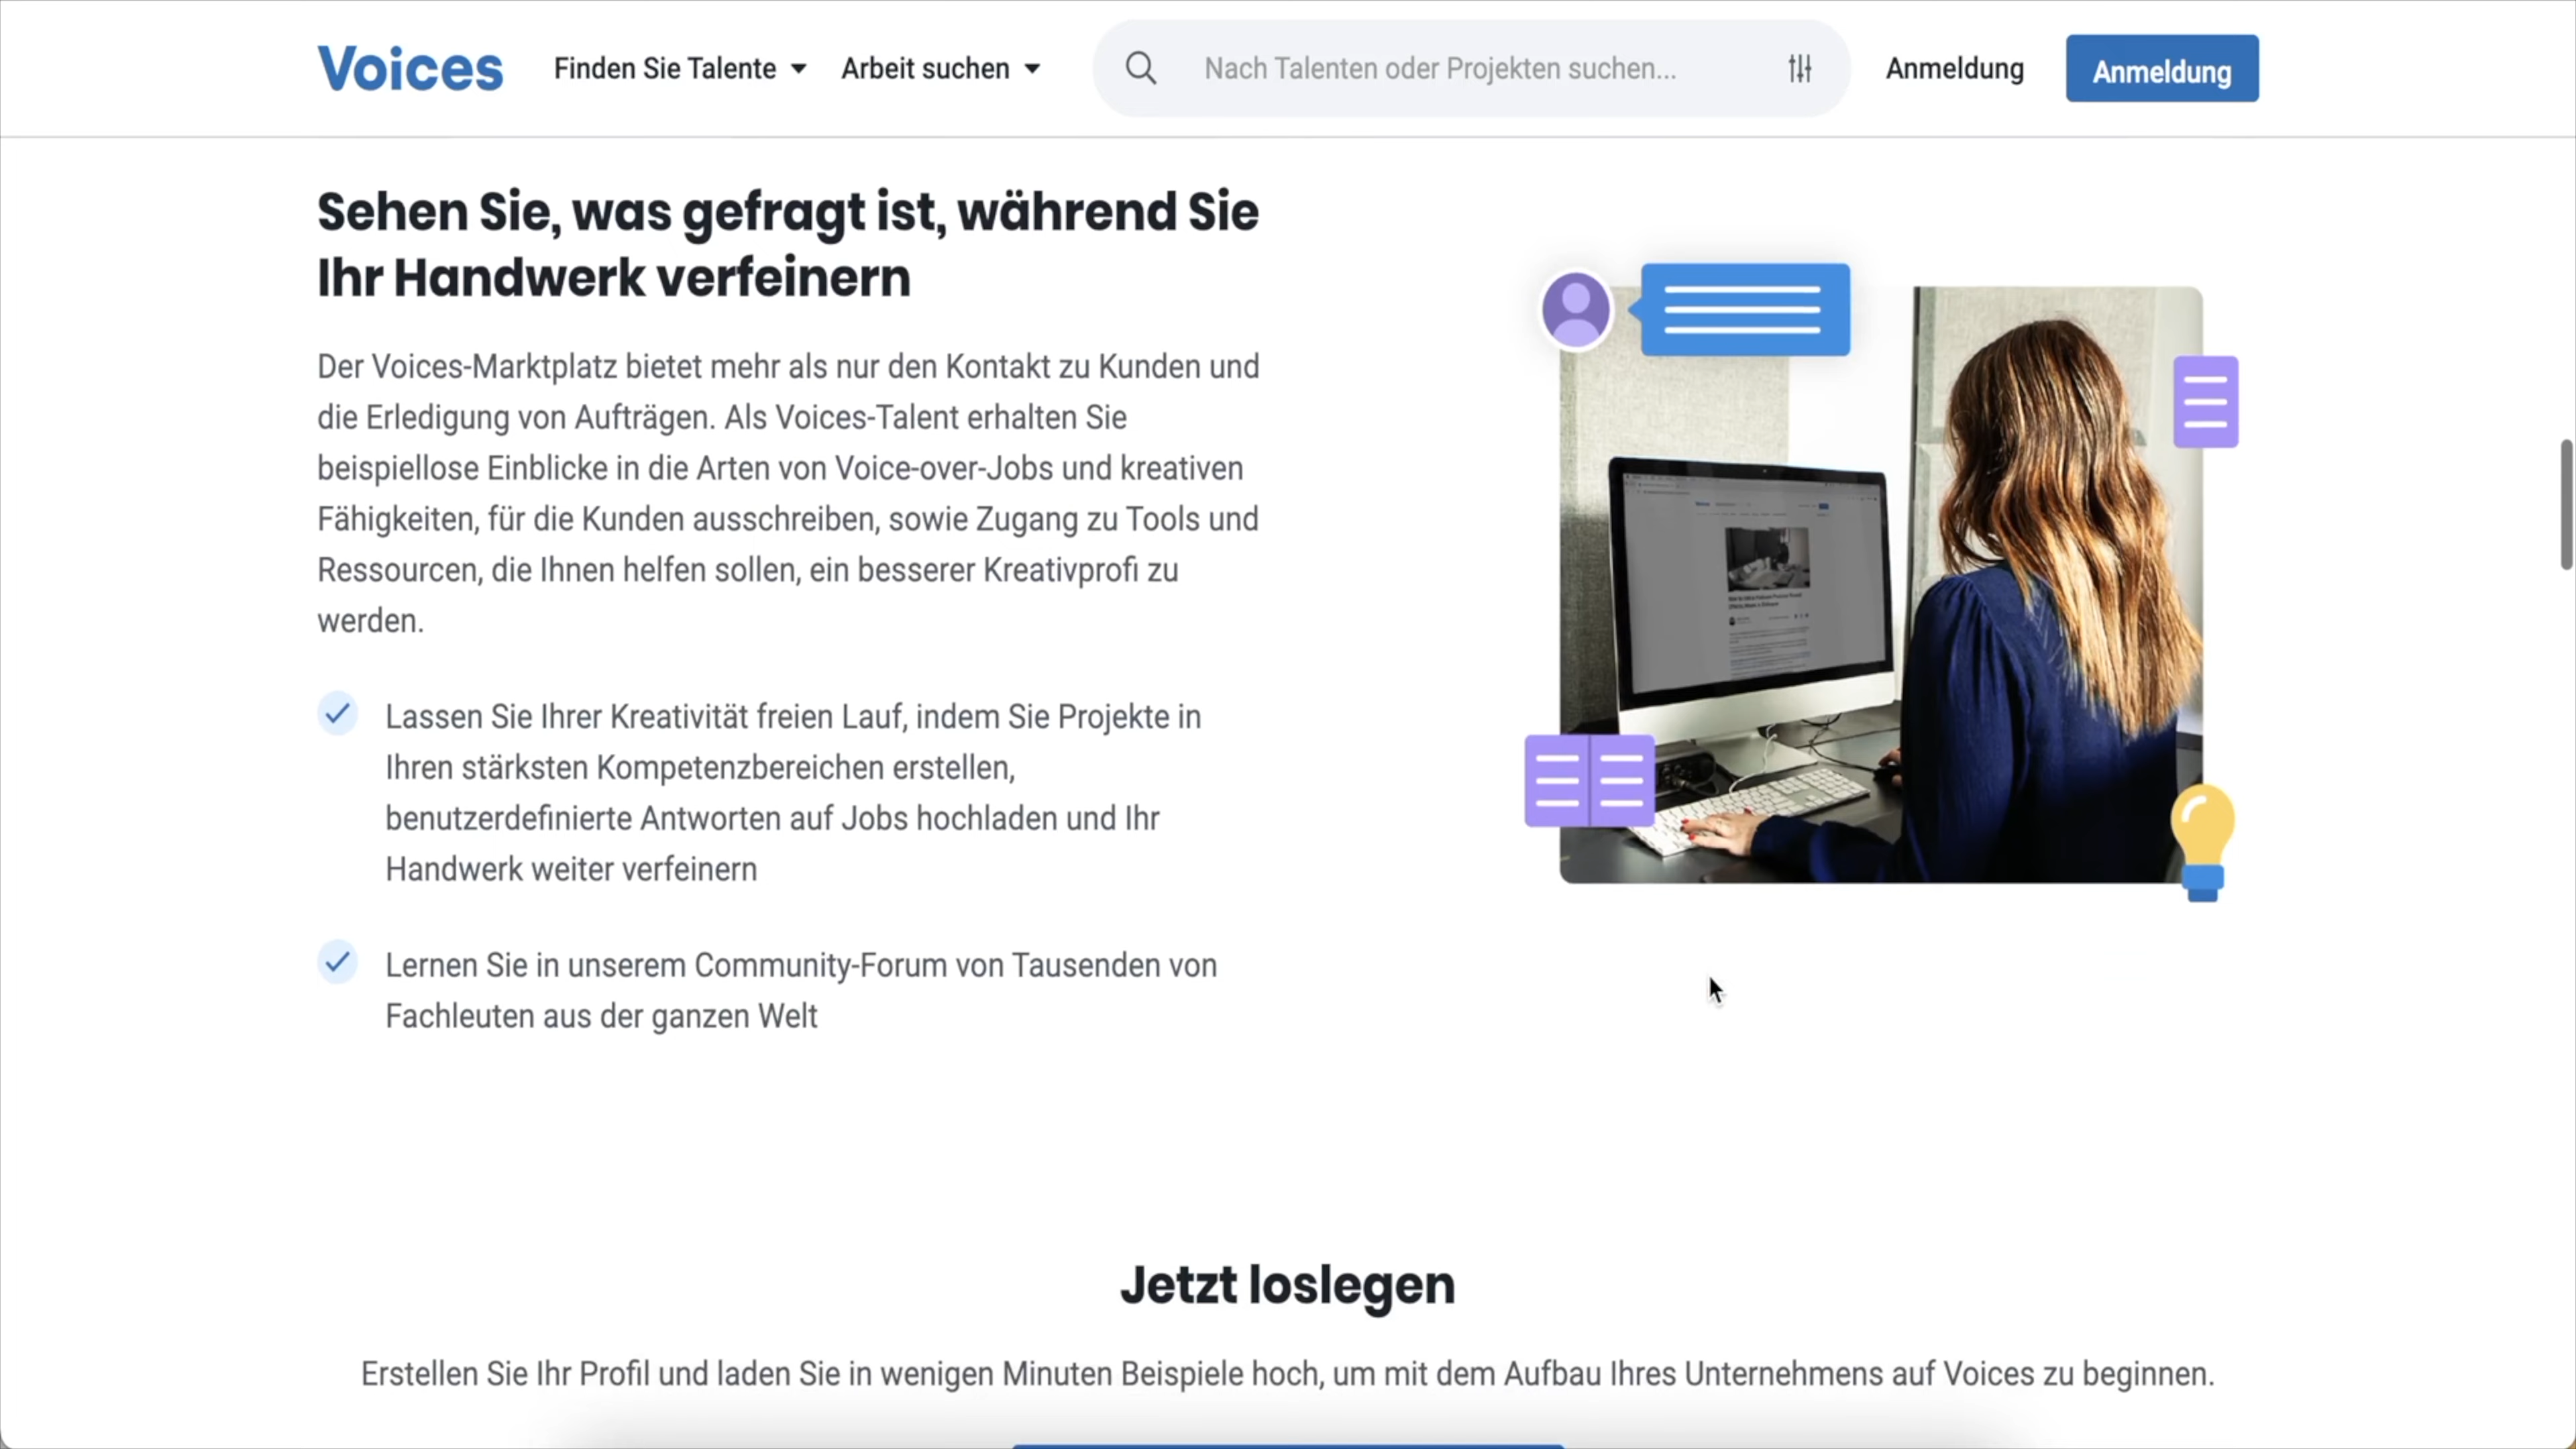 Voices
Finden Sie Talente
Arbeit suchen
Nach Talenten oder Projekten suchen...
Anmeldung
Anmeldung
Sehen Sie, was gefragt ist, während Sie
Ihr Handwerk verfeinern
Der Voices-Marktplatz bietet mehr als nur den Kontakt zu Kunden und
die Erledigung von Aufträgen. Als Voices-Talent erhalten Sie
beispiellose Einblicke in die Arten von Voice-over-Jobs und kreativen
Fähigkeiten, für die Kunden ausschreiben, sowie Zugang zu Tools und
Ressourcen, die Ihnen helfen sollen, ein besserer Kreativprofi zu
werden.
Lassen Sie Ihrer Kreativität freien Lauf, indem Sie Projekte in
Ihren stärksten Kompetenzbereichen erstellen,
benutzerdefinierte Antworten auf Jobs hochladen und Ihr
Handwerk weiter verfeinern
Lernen Sie in unserem Community-Forum von Tausenden von
Fachleuten aus der ganzen Welt
Jetzt loslegen
Erstellen Sie Ihr Profil und laden Sie in wenigen Minuten Beispiele hoch, um mit dem Aufbau Ihres Unternehmens auf Voices zu beginnen.